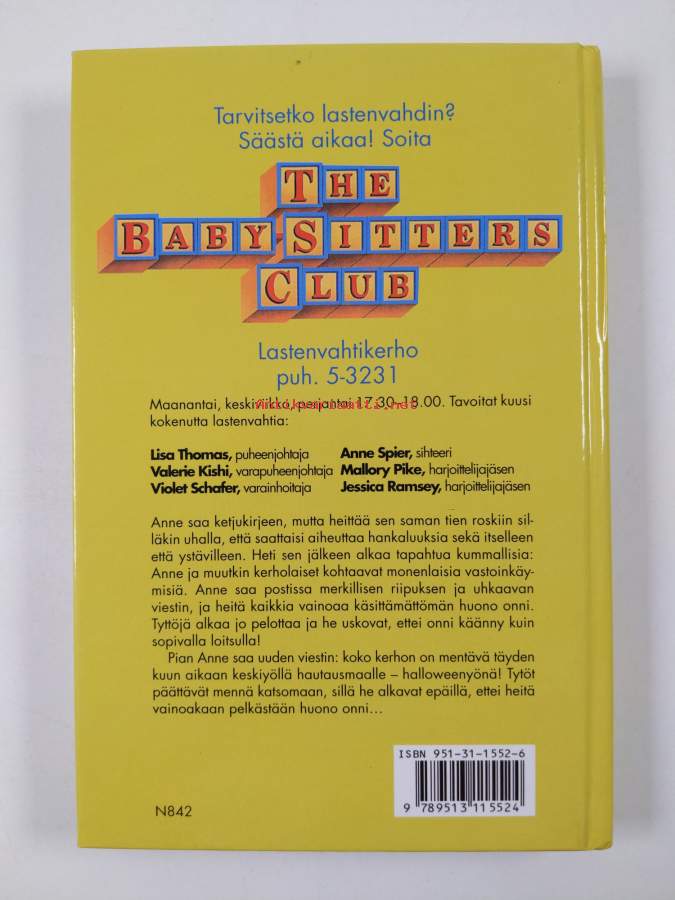 Tarvitsetko lastenvahdin?
Säästä aikaa! Soita
THE
BABY-SITTERS
CLUB
Lastenvahtikerho
puh. 5-3231
Maanantai, keskiviikko, perjantai 17.30–18.00. Tavoitat kuusi
kokenutta lastenvahtia:
Lisa Thomas, puheenjohtaja Anne Spier, sihteeri
Valerie Kishi, varapuheenjohtaja Mallory Pike, harjoittelijajäsen
Violet Schafer, varainhoitaja Jessica Ramsey, harjoittelijajäsen
Anne saa ketjukirjeen, mutta heittää sen saman tien roskiin sil-
läkin uhalla, että saattaisi aiheuttaa hankaluuksia sekä itselleen
että ystävilleen. Heti sen jälkeen alkaa tapahtua kummallisia:
Anne ja muutkin kerholaiset kohtaavat monenlaisia vastoinkäy-
misiä. Anne saa postissa merkillisen riipuksen ja uhkaavan
viestin, ja heitä kaikkia vainoaa käsittämättömän huono onni.
Tyttöjä alkaa jo pelottaa ja he uskovat, ettei onni käänny kuin
sopivalla loitsulla!
Pian Anne saa uuden viestin: koko kerhon on mentävä täyden
kuun aikaan keskiyöllä hautausmaalle – halloweenyönä! Tytöt
päättävät mennä katsomaan, sillä he alkavat epäillä, ettei heitä
vainoakaan pelkästään huono onni...
ISBN 951-31-1552-6
9 789513 115524
N842